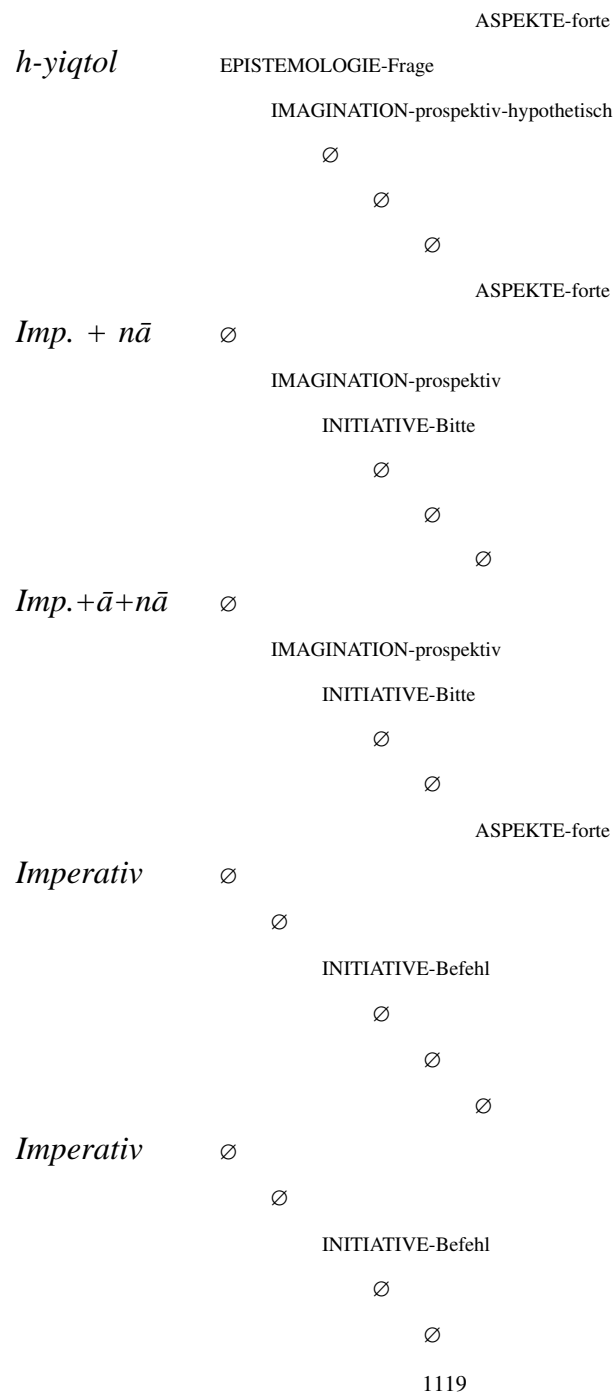 ASPEKTE-forte
h-yiqtol EPISTEMOLOGIE-Frage
IMAGINATION-prospektiv-hypothetisch
∅
∅
∅
ASPEKTE-forte
Imp. + nā ∅
IMAGINATION-prospektiv
INITIATIVE-Bitte
∅
∅
∅
Imp.+ā+nā ∅
IMAGINATION-prospektiv
INITIATIVE-Bitte
∅
∅
ASPEKTE-forte
Imperativ ∅
∅
INITIATIVE-Befehl
∅
∅
∅
Imperativ ∅
∅
INITIATIVE-Befehl
∅
∅
1119